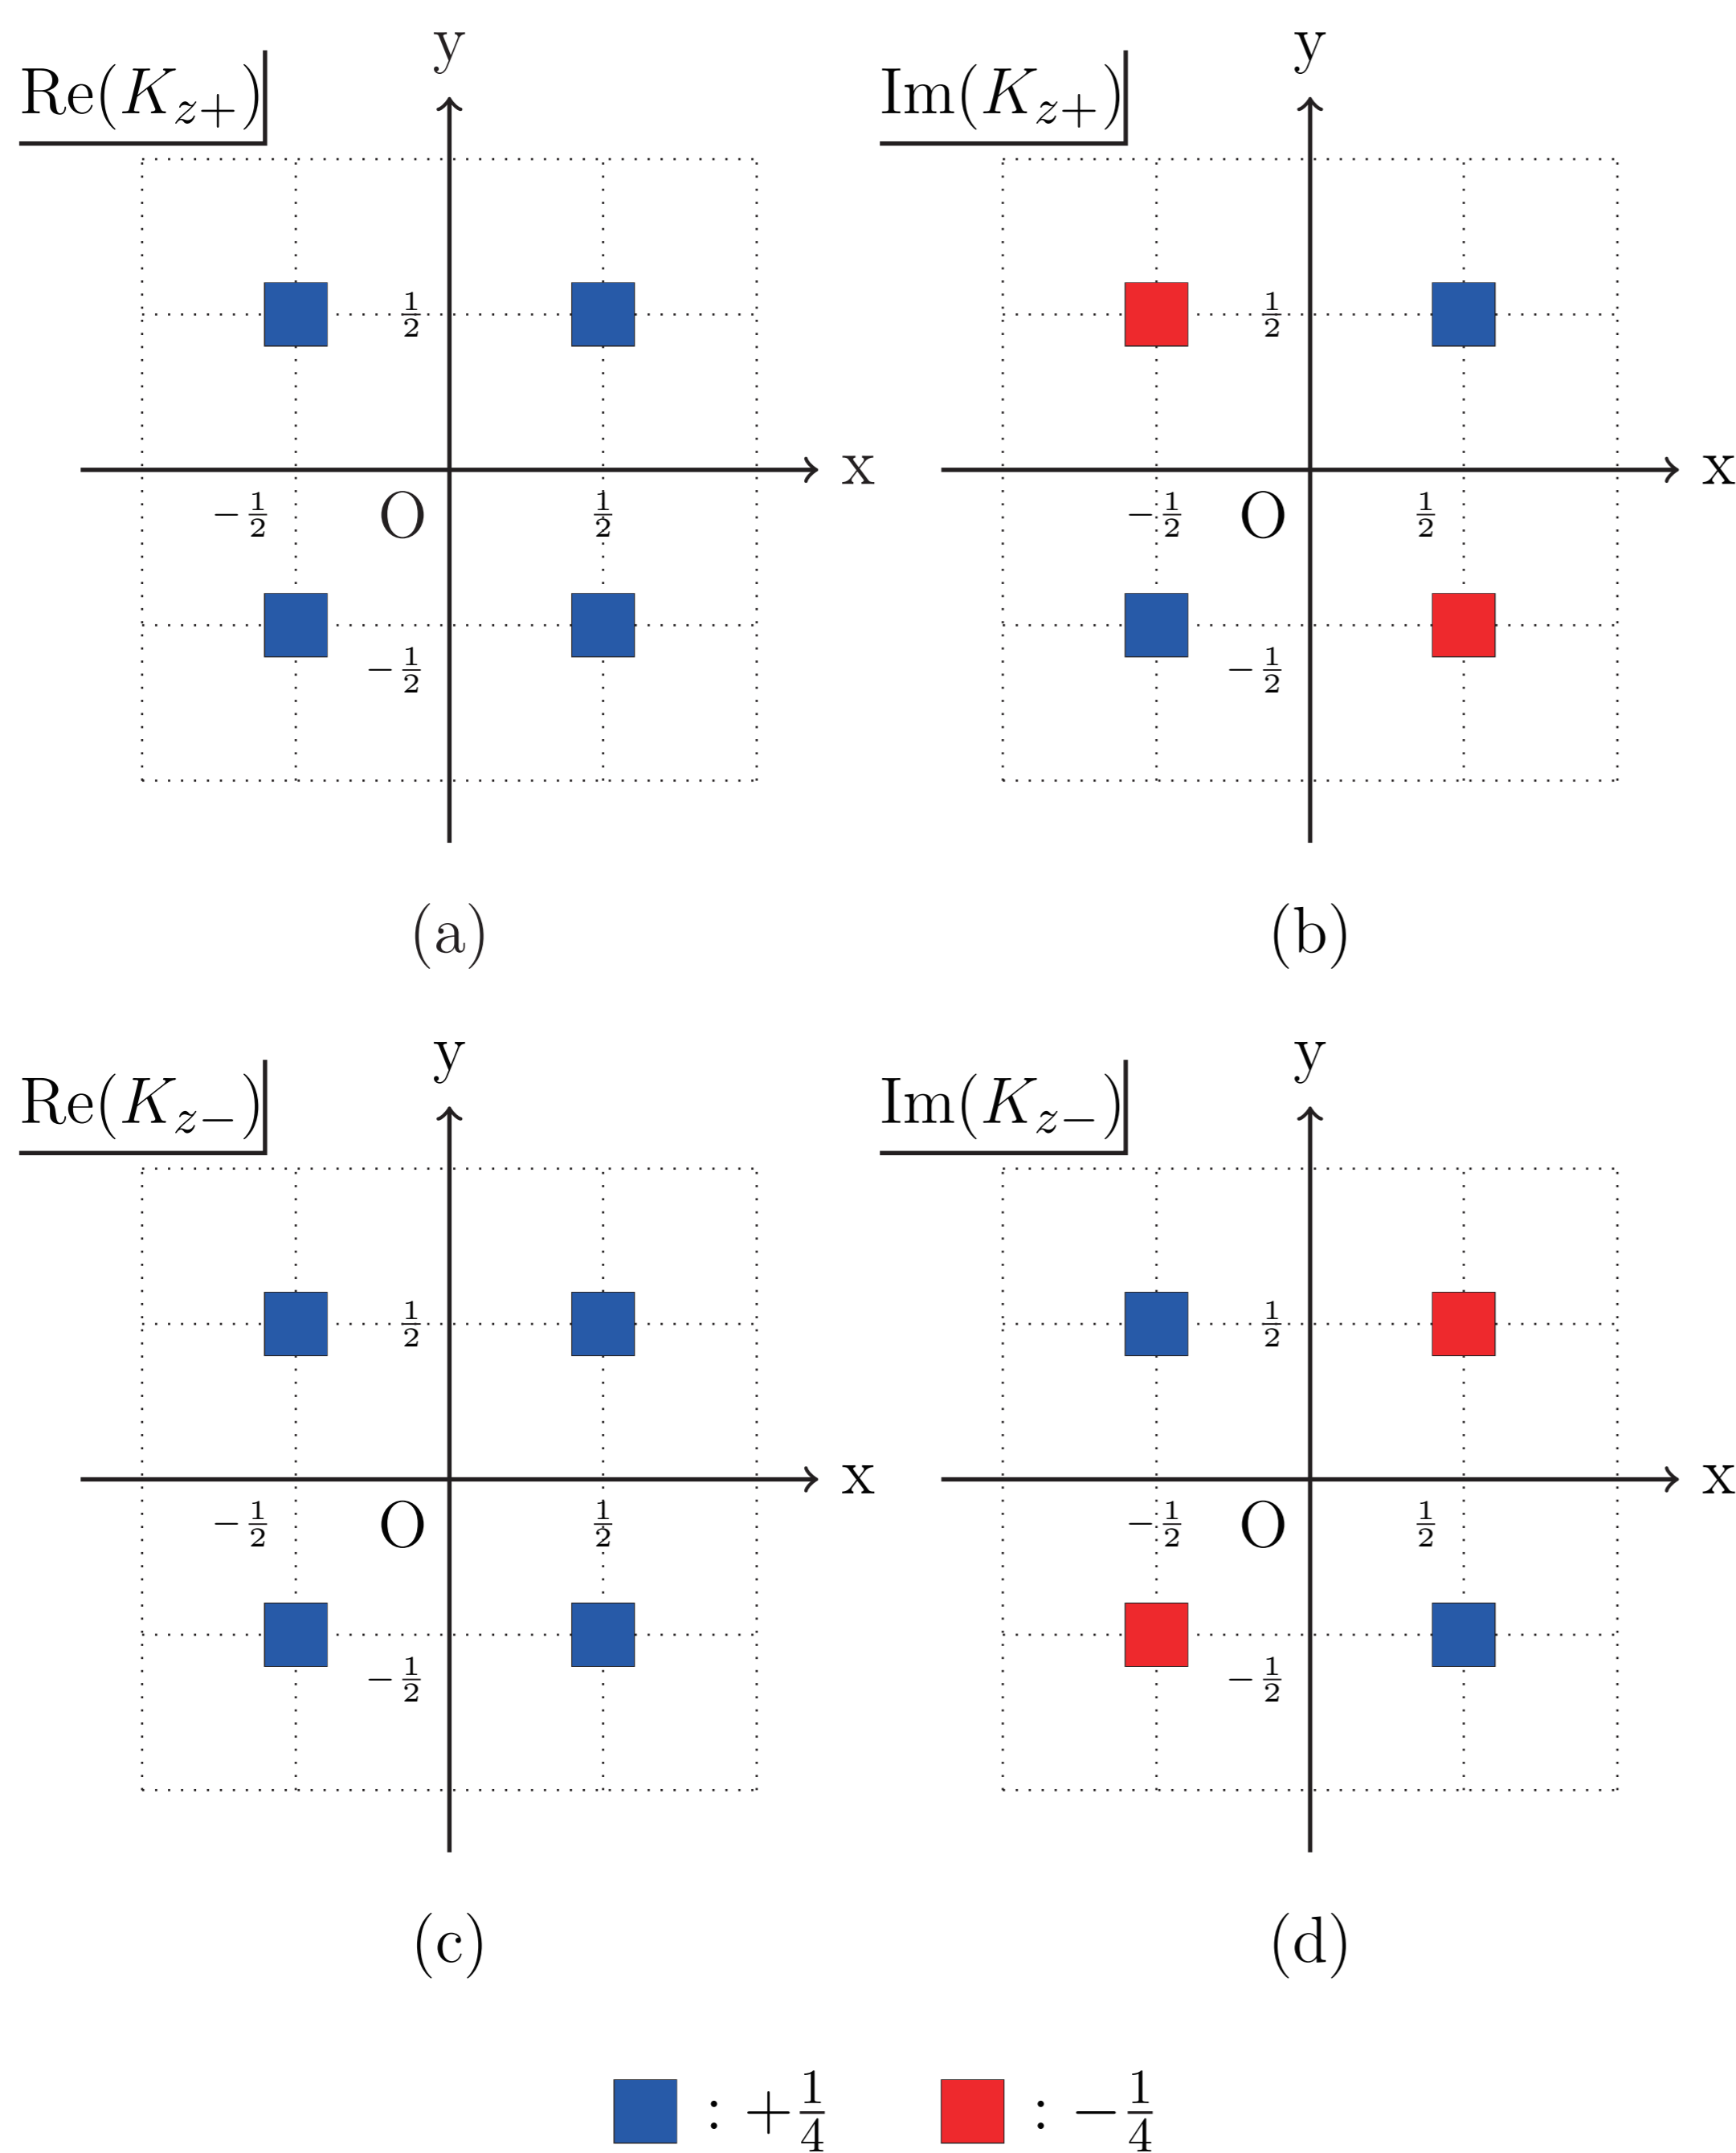 y y
Re(K_{z+}) Im(K_{z+})
1/2 1/2
x x
-1/2 O 1/2 -1/2 O 1/2
-1/2 -1/2
(a) (b)
y y
Re(K_{z-}) Im(K_{z-})
1/2 1/2
x x
-1/2 O 1/2 -1/2 O 1/2
-1/2 -1/2
(c) (d)
: +1/4 : -1/4